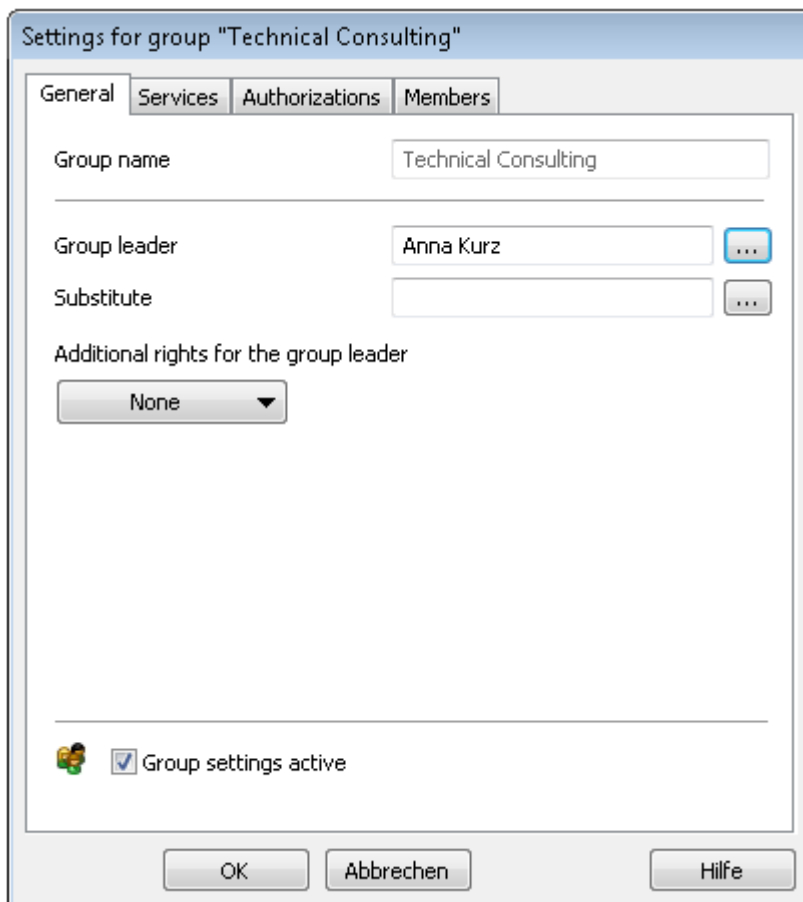 Settings for group "Technical Consulting"
General Services Authorizations Members
Group name Technical Consulting
Group leader Anna Kurz ...
Substitute ...
Additional rights for the group leader
None
Group settings active
OK Abbrechen Hilfe